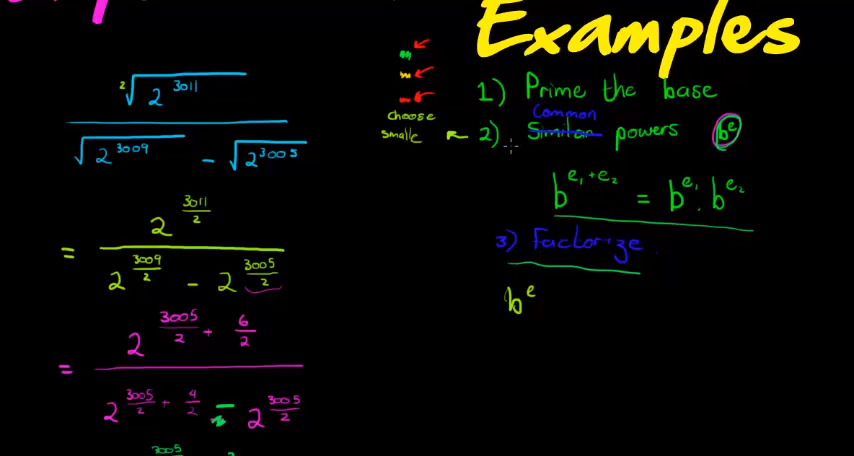 Examples
²√2^3011
√2^3009 - √2^3005
= 2^(3011/2)
2^(3009/2) - 2^(3005/2)
= 2^(3005/2 + 6/2)
2^(3005/2 + 4/2) - 2^(3005/2)
choose
smalle
1) Prime the base
Common
2) Similar powers b^e
b^(e₁+e₂) = b^e₁ . b^e₂
3) Factorize.
b^e